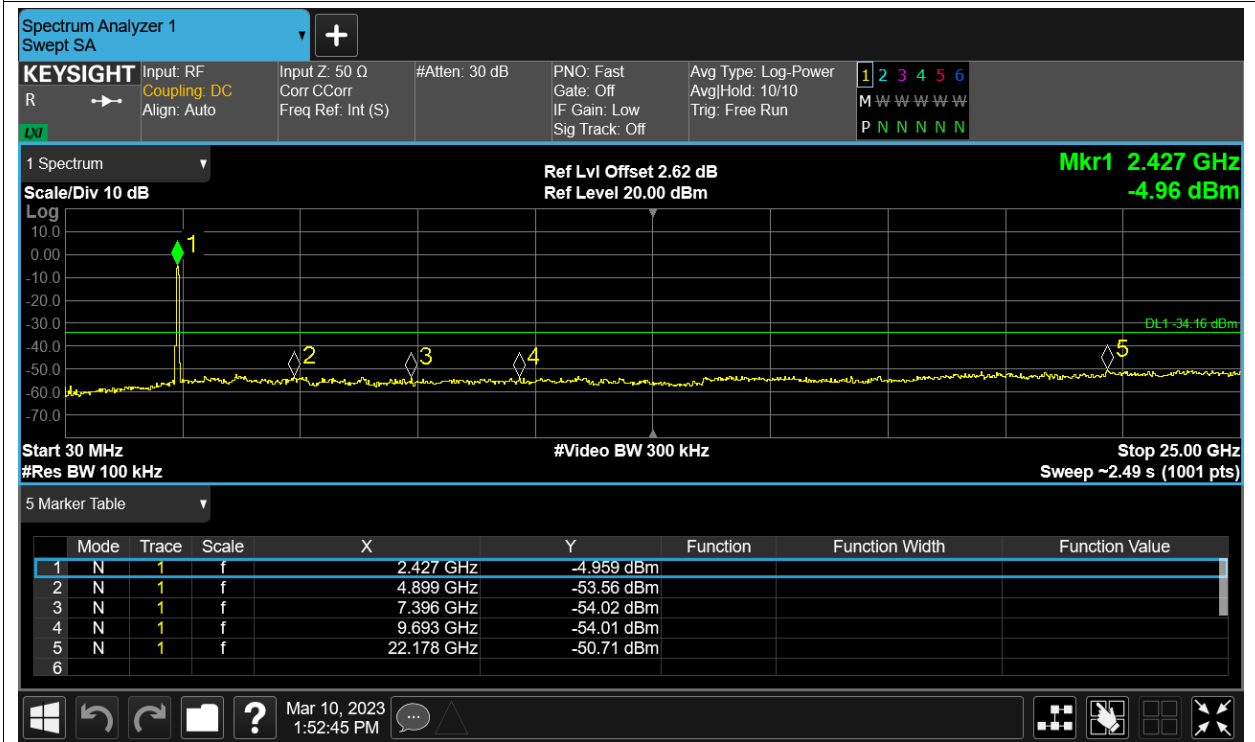 Spectrum Analyzer 1
Swept SA
+
KEYSIGHT
R
LXI
Input: RF
Coupling: DC
Align: Auto
Input Z: 50 Ω
Corr CCorr
Freq Ref: Int (S)
#Atten: 30 dB
PNO: Fast
Gate: Off
IF Gain: Low
Sig Track: Off
Avg Type: Log-Power
Avg|Hold: 10/10
Trig: Free Run
1 2 3 4 5 6
M W W W W W
P N N N N N
1 Spectrum
Scale/Div 10 dB
Ref Lvl Offset 2.62 dB
Ref Level 20.00 dBm
Mkr1 2.427 GHz
-4.96 dBm
Log
10.0
0.00
-10.0
-20.0
-30.0
-40.0
-50.0
-60.0
-70.0
1
2
3
4
5
DL1 -34.16 dBm
Start 30 MHz
#Video BW 300 kHz
Stop 25.00 GHz
#Res BW 100 kHz
Sweep ~2.49 s (1001 pts)
5 Marker Table
Mode Trace Scale X Y Function Function Width Function Value
1 N 1 f 2.427 GHz -4.959 dBm
2 N 1 f 4.899 GHz -53.56 dBm
3 N 1 f 7.396 GHz -54.02 dBm
4 N 1 f 9.693 GHz -54.01 dBm
5 N 1 f 22.178 GHz -50.71 dBm
6
?
Mar 10, 2023
1:52:45 PM